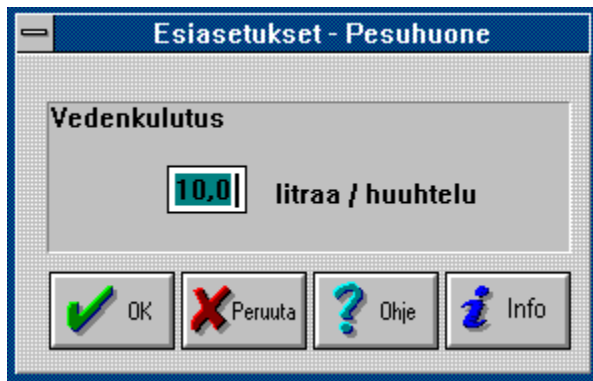 Esiasetukset - Pesuhuone
Vedenkulutus
10,0 litraa / huuhtelu
OK Peruuta Ohje Info